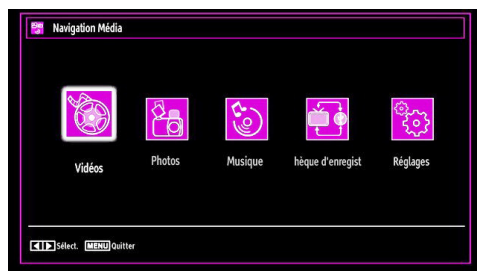 Navigation Média
Vidéos Photos Musique hèque d'enregist Réglages
Sélect. MENU Quitter